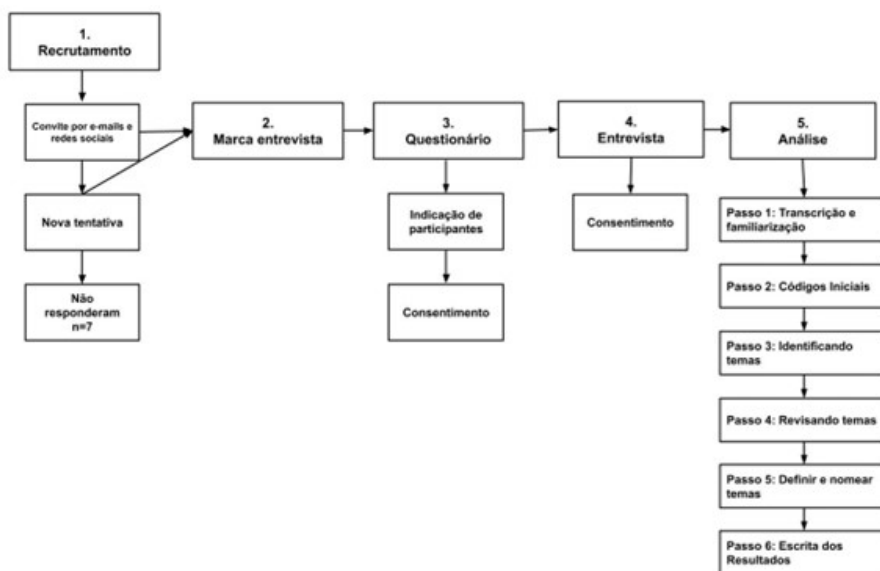 1.
Recrutamento
Convite por e-mails e
redes sociais
Nova tentativa
Não
responderam
n=7
2.
Marca entrevista
3.
Questionário
Indicação de
participantes
Consentimento
4.
Entrevista
Consentimento
5.
Análise
Passo 1: Transcrição e
familiarização
Passo 2: Códigos Iniciais
Passo 3: Identificando
temas
Passo 4: Revisando temas
Passo 5: Definir e nomear
temas
Passo 6: Escrita dos
Resultados